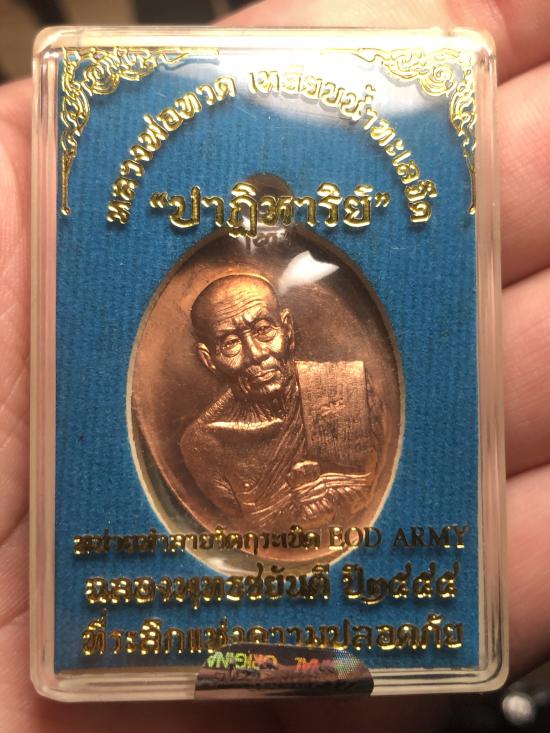 หลวงพ่อทวด เหยียบน้ำทะเลจืด
“ปาฏิหาริย์”
หน่วยทำลายวัตถุระเบิด EOD ARMY
ฉลองพุทธชยันตี ปี๒๕๕๕
ที่ระลึกแห่งความปลอดภัย
ORIGINA